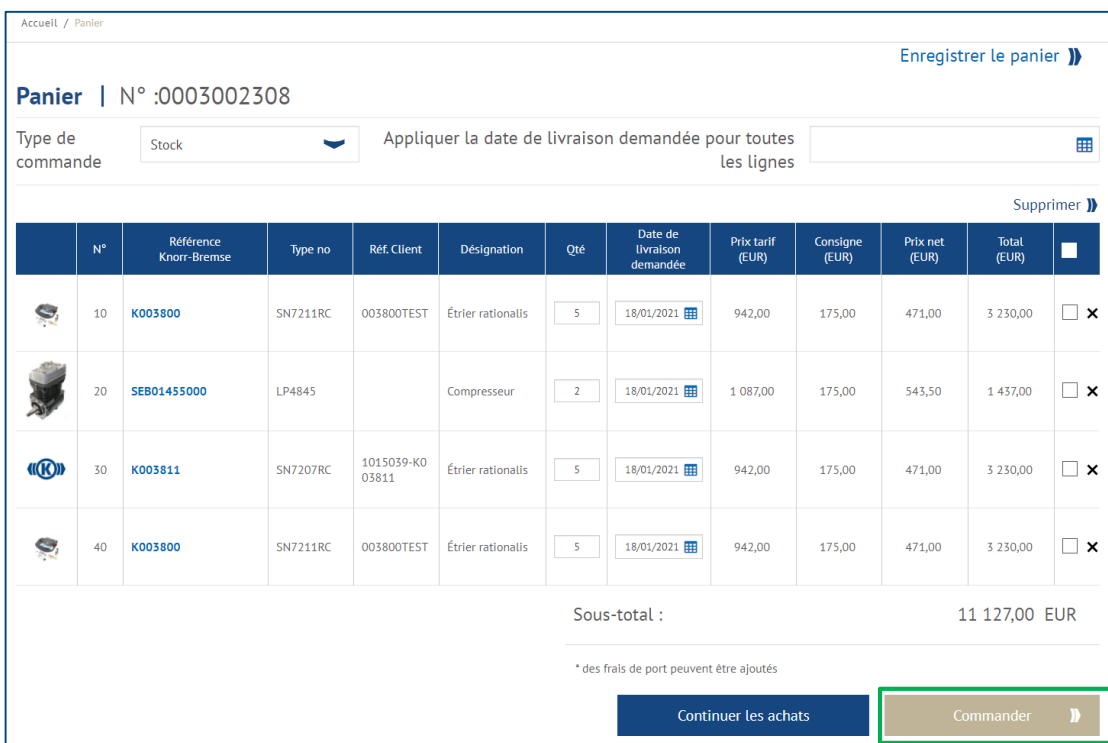 Accueil / Panier
Enregistrer le panier
Panier | N° :0003002308
Type de commande
Stock
Appliquer la date de livraison demandée pour toutes les lignes
Supprimer
N° Référence Knorr-Bremse Type no Réf. Client Désignation Qté Date de livraison demandée Prix tarif (EUR) Consigne (EUR) Prix net (EUR) Total (EUR)
10 K003800 SN7211RC 003800TEST Étrier rationalis 5 18/01/2021 942,00 175,00 471,00 3 230,00
20 SEB01455000 LP4845 Compresseur 2 18/01/2021 1 087,00 175,00 543,50 1 437,00
K 30 K003811 SN7207RC 1015039-K003811 Étrier rationalis 5 18/01/2021 942,00 175,00 471,00 3 230,00
40 K003800 SN7211RC 003800TEST Étrier rationalis 5 18/01/2021 942,00 175,00 471,00 3 230,00
Sous-total : 11 127,00 EUR
* des frais de port peuvent être ajoutés
Continuer les achats
Commander